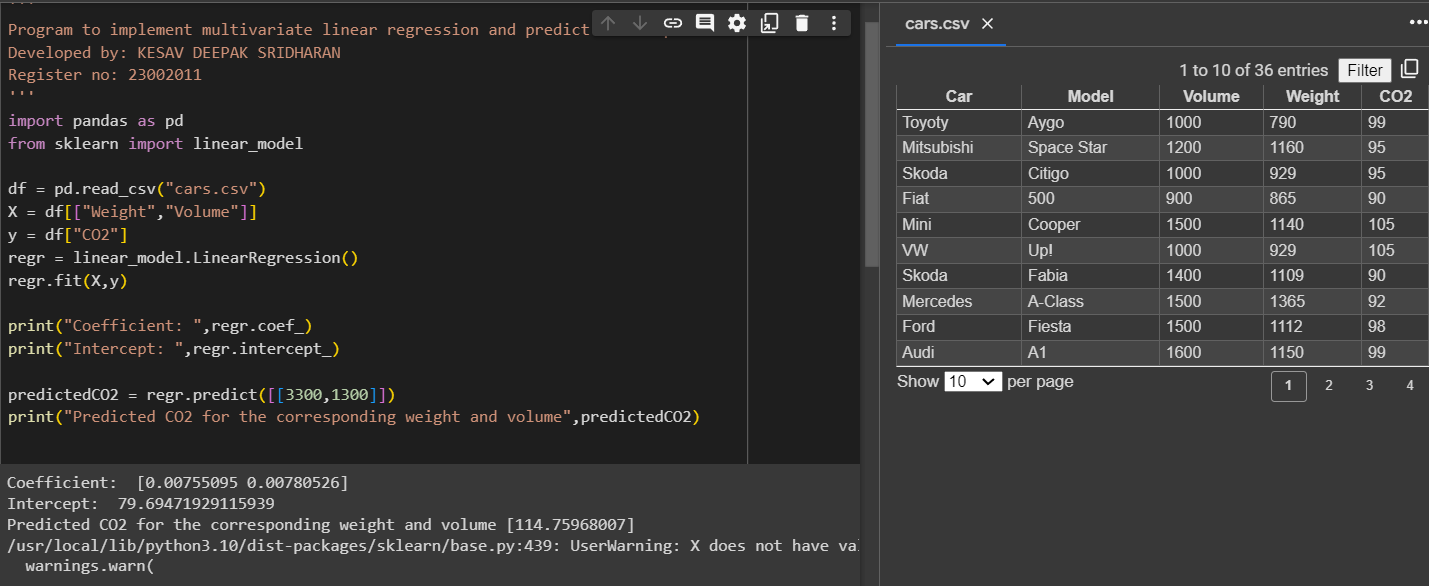 '''
Program to implement multivariate linear regression and predict
Developed by: KESAV DEEPAK SRIDHARAN
Register no: 23002011
'''
import pandas as pd
from sklearn import linear_model
df = pd.read_csv("cars.csv")
X = df[["Weight","Volume"]]
y = df["CO2"]
regr = linear_model.LinearRegression()
regr.fit(X,y)
print("Coefficient: ",regr.coef_)
print("Intercept: ",regr.intercept_)
predictedCO2 = regr.predict([[3300,1300]])
print("Predicted CO2 for the corresponding weight and volume",predictedCO2)
Coefficient:  [0.00755095 0.00780526]
Intercept:  79.69471929115939
Predicted CO2 for the corresponding weight and volume [114.75968007]
/usr/local/lib/python3.10/dist-packages/sklearn/base.py:439: UserWarning: X does not have
warnings.warn(
cars.csv
1 to 10 of 36 entries Filter
Car Model Volume Weight CO2
Toyoty Aygo 1000 790 99
Mitsubishi Space Star 1200 1160 95
Skoda Citigo 1000 929 95
Fiat 500 900 865 90
Mini Cooper 1500 1140 105
VW Up! 1000 929 105
Skoda Fabia 1400 1109 90
Mercedes A-Class 1500 1365 92
Ford Fiesta 1500 1112 98
Audi A1 1600 1150 99
Show 10 per page 1 2 3 4